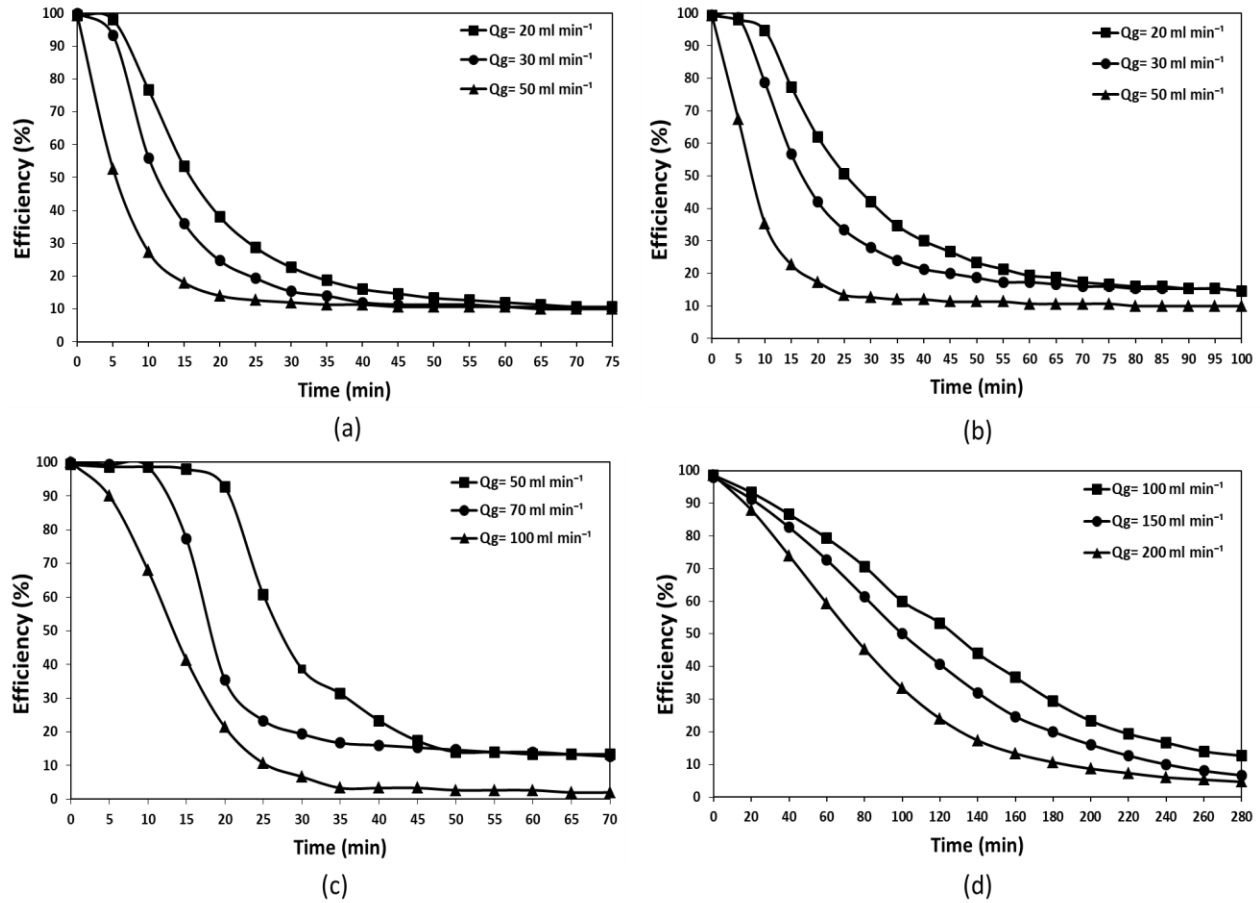 100
90
80
70
60
50
40
30
20
10
0
Efficiency (%)
Qg= 20 ml min⁻¹
Qg= 30 ml min⁻¹
Qg= 50 ml min⁻¹
0 5 10 15 20 25 30 35 40 45 50 55 60 65 70 75
Time (min)
(a)
100
90
80
70
60
50
40
30
20
10
0
Efficiency (%)
Qg= 20 ml min⁻¹
Qg= 30 ml min⁻¹
Qg= 50 ml min⁻¹
0 5 10 15 20 25 30 35 40 45 50 55 60 65 70 75 80 85 90 95 100
Time (min)
(b)
100
90
80
70
60
50
40
30
20
10
0
Efficiency (%)
Qg= 50 ml min⁻¹
Qg= 70 ml min⁻¹
Qg= 100 ml min⁻¹
0 5 10 15 20 25 30 35 40 45 50 55 60 65 70
Time (min)
(c)
100
90
80
70
60
50
40
30
20
10
0
Efficiency (%)
Qg= 100 ml min⁻¹
Qg= 150 ml min⁻¹
Qg= 200 ml min⁻¹
0 20 40 60 80 100 120 140 160 180 200 220 240 260 280
Time (min)
(d)